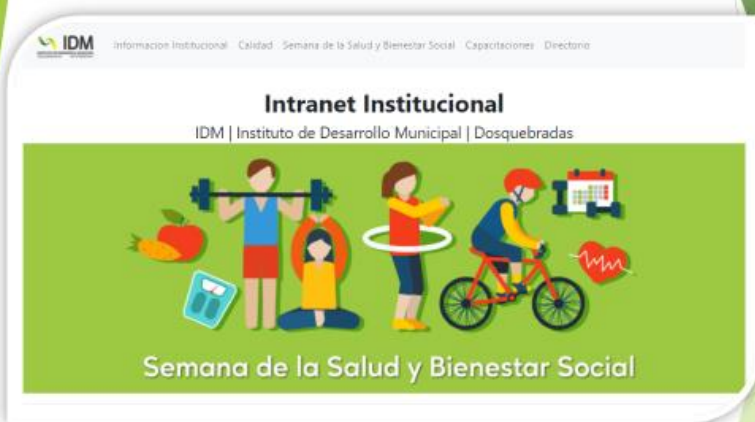 IDM
Informacion Institucional Calidad Semana de la Salud y Bienestar Social Capacitaciones Directorio
Intranet Institucional
IDM | Instituto de Desarrollo Municipal | Dosquebradas
Semana de la Salud y Bienestar Social